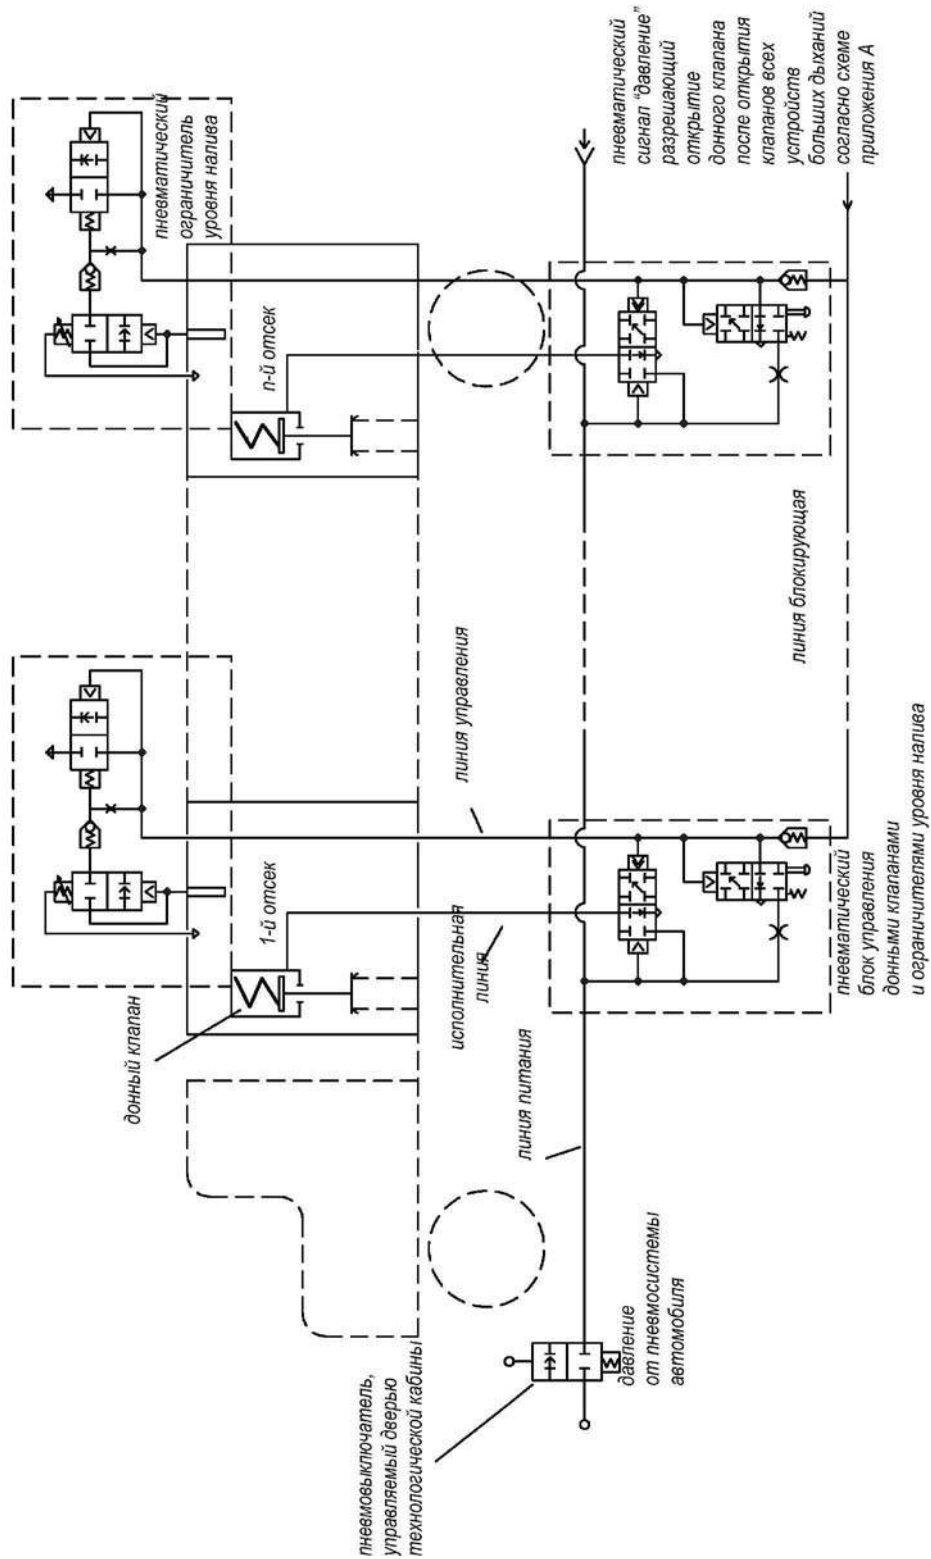 пневматический
ограничитель
уровня налива
n-й отсек
пневматический
сигнал "давление"
разрешающий
открытие
донного клапана
после открытия
клапанов всех
устройств
больших дыханий
согласно схеме
приложения А
донный клапан
1-й отсек
линия управления
исполнительная
линия
линия блокирующая
пневматический
блок управления
донными клапанами
и ограничителями уровня налива
линия питания
пневмовыключатель,
управляемый дверью
технологической кабины
давление
от пневмосистемы
автомобиля